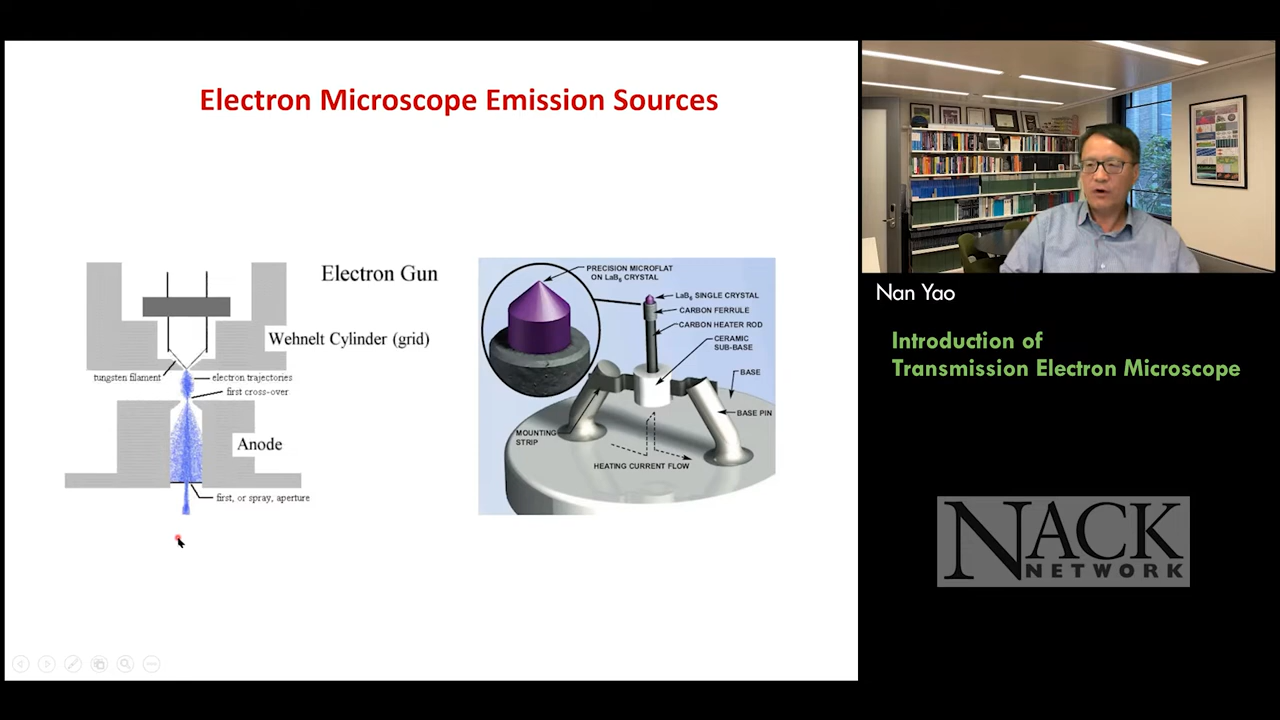 Electron Microscope Emission Sources
Electron Gun
Wehnelt Cylinder (grid)
tungsten filament
electron trajectories
first cross-over
Anode
first, or spray, aperture
PRECISION MICROFLAT
ON LaB₆ CRYSTAL
LaB₆ SINGLE CRYSTAL
CARBON FERRULE
CARBON HEATER ROD
CERAMIC
SUB-BASE
BASE
BASE PIN
MOUNTING
STRIP
HEATING CURRENT FLOW
Nan Yao
Introduction of
Transmission Electron Microscope
NACK
NETWORK